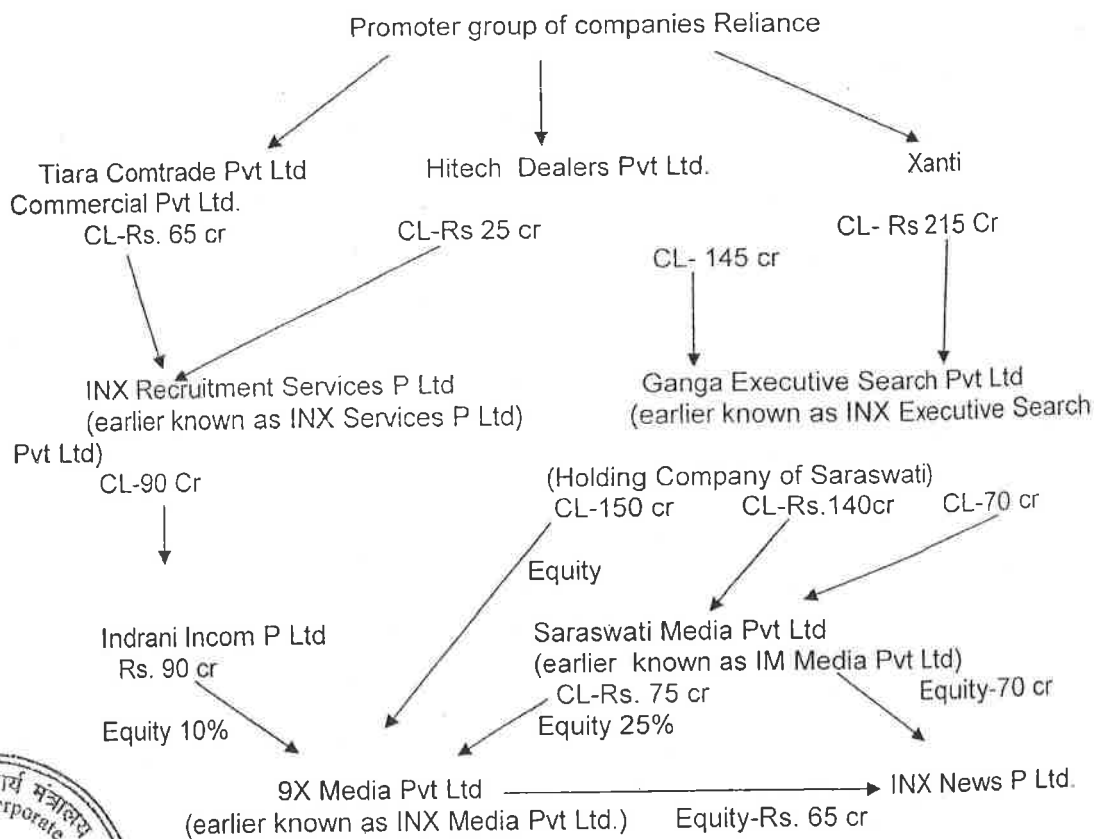 Promoter group of companies Reliance
Tiara Comtrade Pvt Ltd Hitech Dealers Pvt Ltd. Xanti
Commercial Pvt Ltd.
CL-Rs. 65 cr CL-Rs 25 cr CL- Rs 215 Cr
CL- 145 cr
INX Recruitment Services P Ltd Ganga Executive Search Pvt Ltd
(earlier known as INX Services P Ltd) (earlier known as INX Executive Search
Pvt Ltd)
CL-90 Cr (Holding Company of Saraswati)
CL-150 cr CL-Rs.140cr CL-70 cr
Equity
Indrani Incom P Ltd Saraswati Media Pvt Ltd
Rs. 90 cr (earlier known as IM Media Pvt Ltd)
CL-Rs. 75 cr Equity-70 cr
Equity 10% Equity 25%
9X Media Pvt Ltd INX News P Ltd.
(earlier known as INX Media Pvt Ltd.) Equity-Rs. 65 cr
कार्य मंत्रालय
rporate